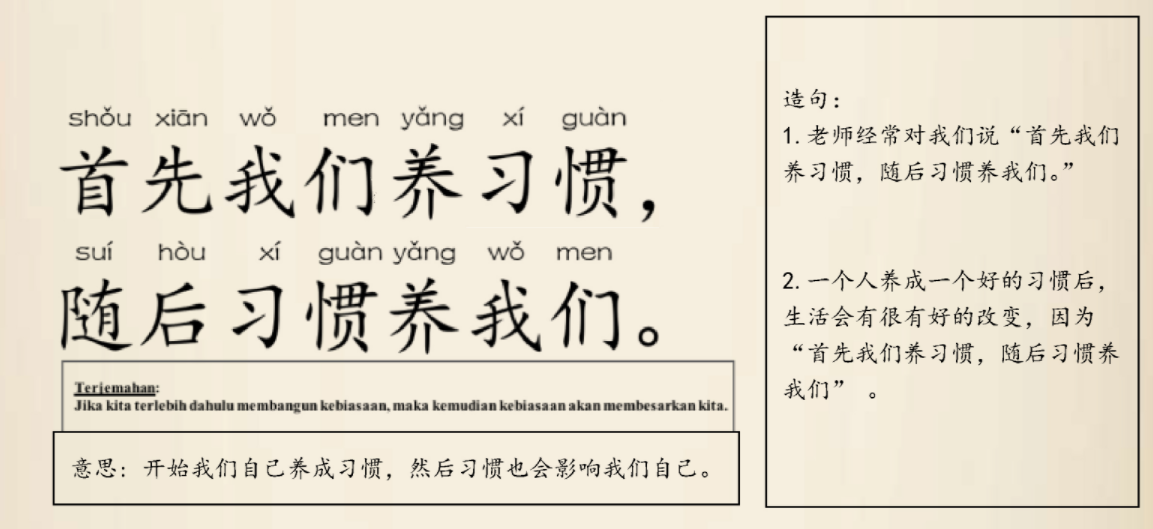 shǒu xiān wǒ men yǎng xí guàn
首先我们养习惯，
suí hòu xí guàn yǎng wǒ men
随后习惯养我们。
Terjemahan:
Jika kita terlebih dahulu membangun kebiasaan, maka kemudian kebiasaan akan membesarkan kita.
意思：开始我们自己养成习惯，然后习惯也会影响我们自己。
造句：
1. 老师经常对我们说“首先我们
养习惯，随后习惯养我们。”
2. 一个人养成一个好的习惯后，
生活会有很有好的改变，因为
“首先我们养习惯，随后习惯养
我们” 。